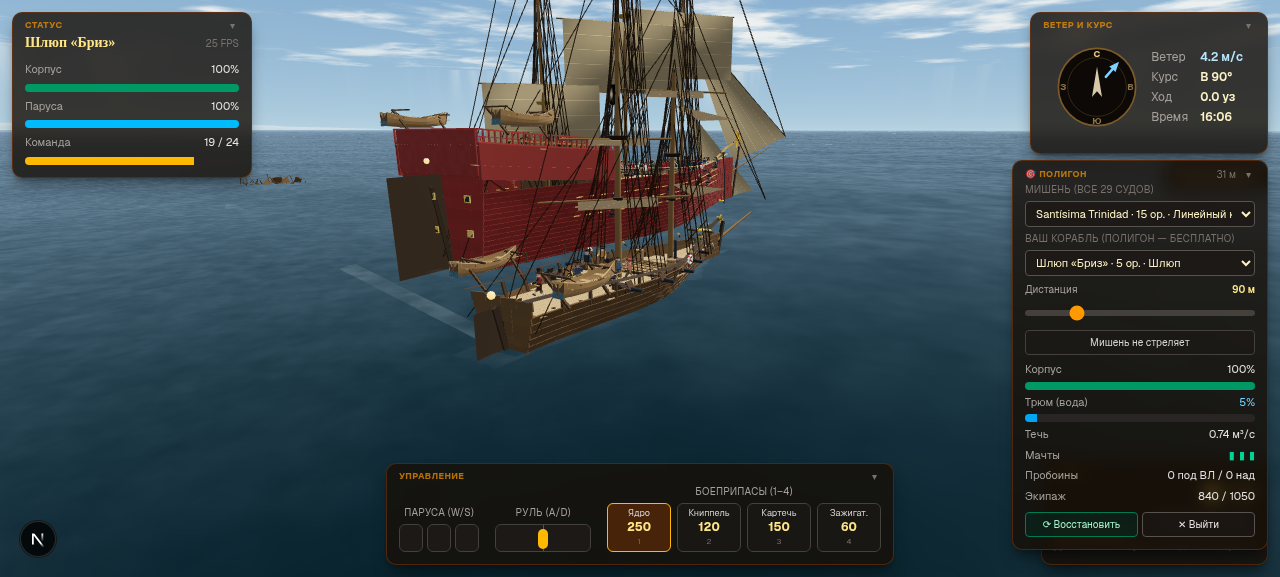 СТАТУС
Шлюп «Бриз» 25 FPS
Корпус 100%
Паруса 100%
Команда 19 / 24
ВЕТЕР И КУРС
С
З В
Ю
Ветер 4.2 м/с
Курс В 90°
Ход 0.0 уз
Время 16:06
ПОЛИГОН 31 м
МИШЕНЬ (ВСЕ 29 СУДОВ)
Santísima Trinidad · 15 ор. · Линейный
ВАШ КОРАБЛЬ (ПОЛИГОН — БЕСПЛАТНО)
Шлюп «Бриз» · 5 ор. · Шлюп
Дистанция 90 м
Мишень не стреляет
Корпус 100%
Трюм (вода) 5%
Течь 0.74 м³/с
Мачты
Пробоины 0 под ВЛ / 0 над
Экипаж 840 / 1050
⟳ Восстановить ✕ Выйти
УПРАВЛЕНИЕ
ПАРУСА (W/S) РУЛЬ (A/D) БОЕПРИПАСЫ (1–4)
Ядро Книппель Картечь Зажигат.
250 120 150 60
1 2 3 4
N